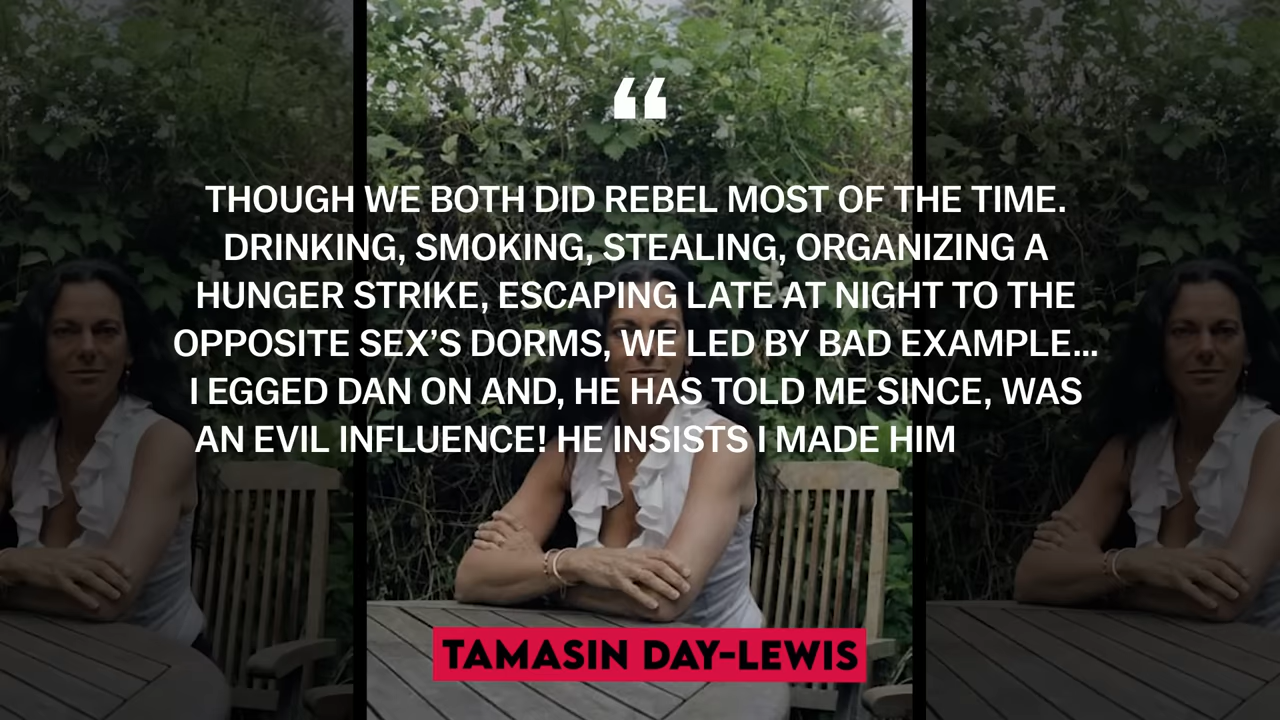 “
THOUGH WE BOTH DID REBEL MOST OF THE TIME.
DRINKING, SMOKING, STEALING, ORGANIZING A
HUNGER STRIKE, ESCAPING LATE AT NIGHT TO THE
OPPOSITE SEX’S DORMS, WE LED BY BAD EXAMPLE...
I EGGED DAN ON AND, HE HAS TOLD ME SINCE, WAS
AN EVIL INFLUENCE! HE INSISTS I MADE HIM
TAMASIN DAY-LEWIS